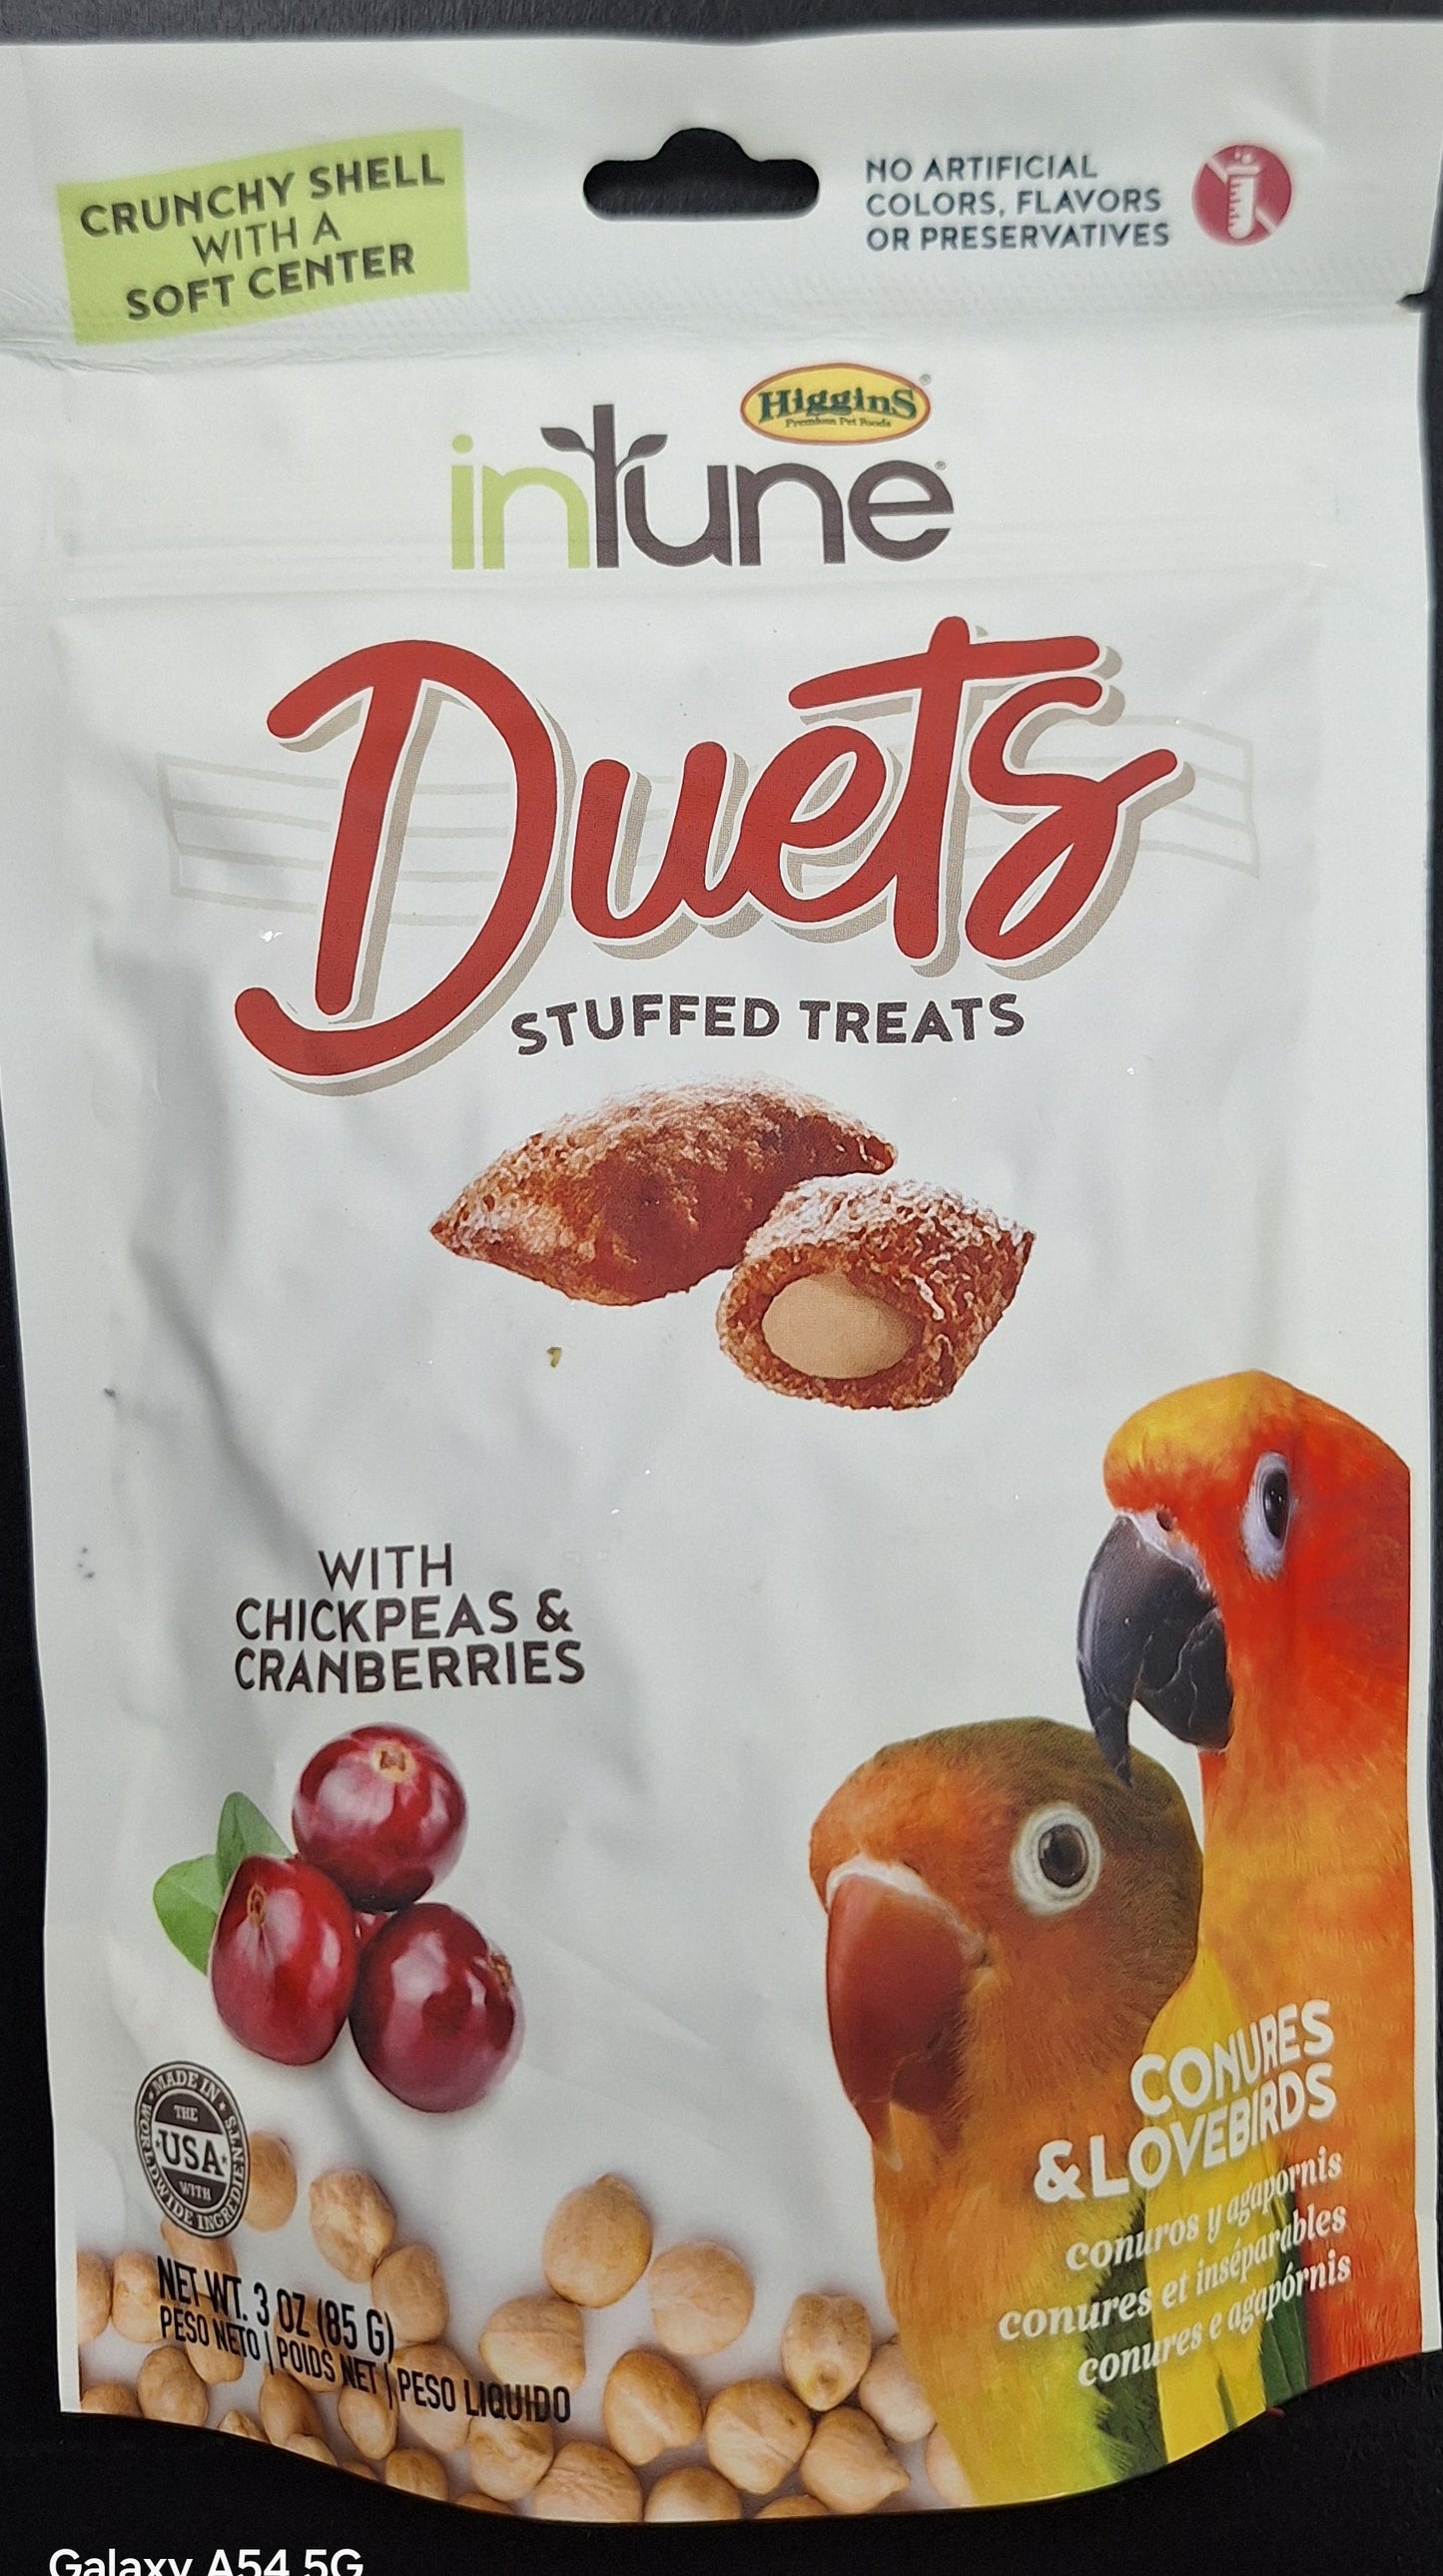 CRUNCHY SHELL
WITH A
SOFT CENTER
NO ARTIFICIAL
COLORS, FLAVORS
OR PRESERVATIVES
HigginS®
Premium Pet Foods
intune®
Duets
STUFFED TREATS
WITH
CHICKPEAS &
CRANBERRIES
MADE IN
THE
USA
WITH
WORLDWIDE INGREDIENTS
CONURES
& LOVEBIRDS
conuros y agapornis
conures et inséparables
conures e agapórnis
NET WT. 3 OZ (85 G)
PESO NETO | POIDS NET | PESO LIQUIDO
Galaxy A54 5G